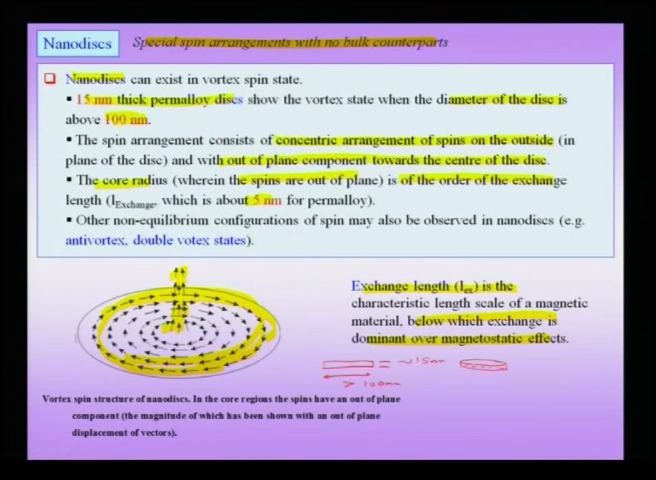 Nanodiscs Special spin arrangements with no bulk counterparts
Nanodiscs can exist in vortex spin state.
▪ 15 nm thick permalloy discs show the vortex state when the diameter of the disc is
above 100 nm.
▪ The spin arrangement consists of concentric arrangement of spins on the outside (in
plane of the disc) and with out of plane component towards the centre of the disc.
▪ The core radius (wherein the spins are out of plane) is of the order of the exchange
length (lExchange, which is about 5 nm for permalloy).
▪ Other non-equilibrium configurations of spin may also be observed in nanodiscs (e.g.
antivortex, double votex states).
Exchange length (lex) is the
characteristic length scale of a magnetic
material, below which exchange is
dominant over magnetostatic effects.
= ~15nm
> 100nm
Vortex spin structure of nanodiscs. In the core regions the spins have an out of plane
component (the magnitude of which has been shown with an out of plane
displacement of vectors).